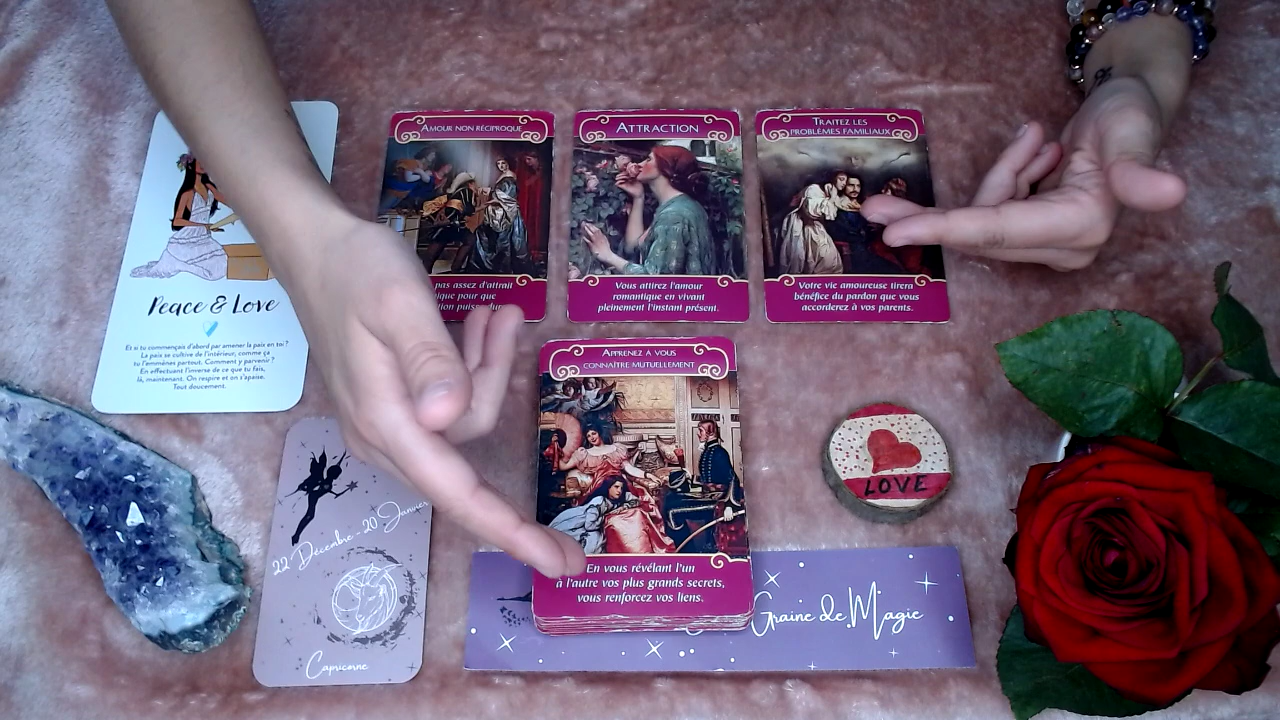 Peace & Love
Et si tu commençais d'abord par amener la paix en toi ?
La paix se cultive de l'intérieur, comme ça
tu l'emmènes partout. Comment y parvenir ?
En effectuant l'inverse de ce que tu fais,
là, maintenant. On respire et on s'apaise.
Tout doucement.
AMOUR NON RÉCIPROQUE
pas assez d'attrait
que pour que
ATTRACTION
Vous attirez l'amour
romantique en vivant
pleinement l'instant présent.
TRAITEZ LES
PROBLÈMES FAMILIAUX
Votre vie amoureuse tirera
bénéfice du pardon que vous
accorderez à vos parents.
APPRENEZ À VOUS
CONNAÎTRE MUTUELLEMENT
En vous révélant l'un
à l'autre vos plus grands secrets,
vous renforcez vos liens.
22 Décembre - 20 Janvier
Capricorne
LOVE
Graine de Magie